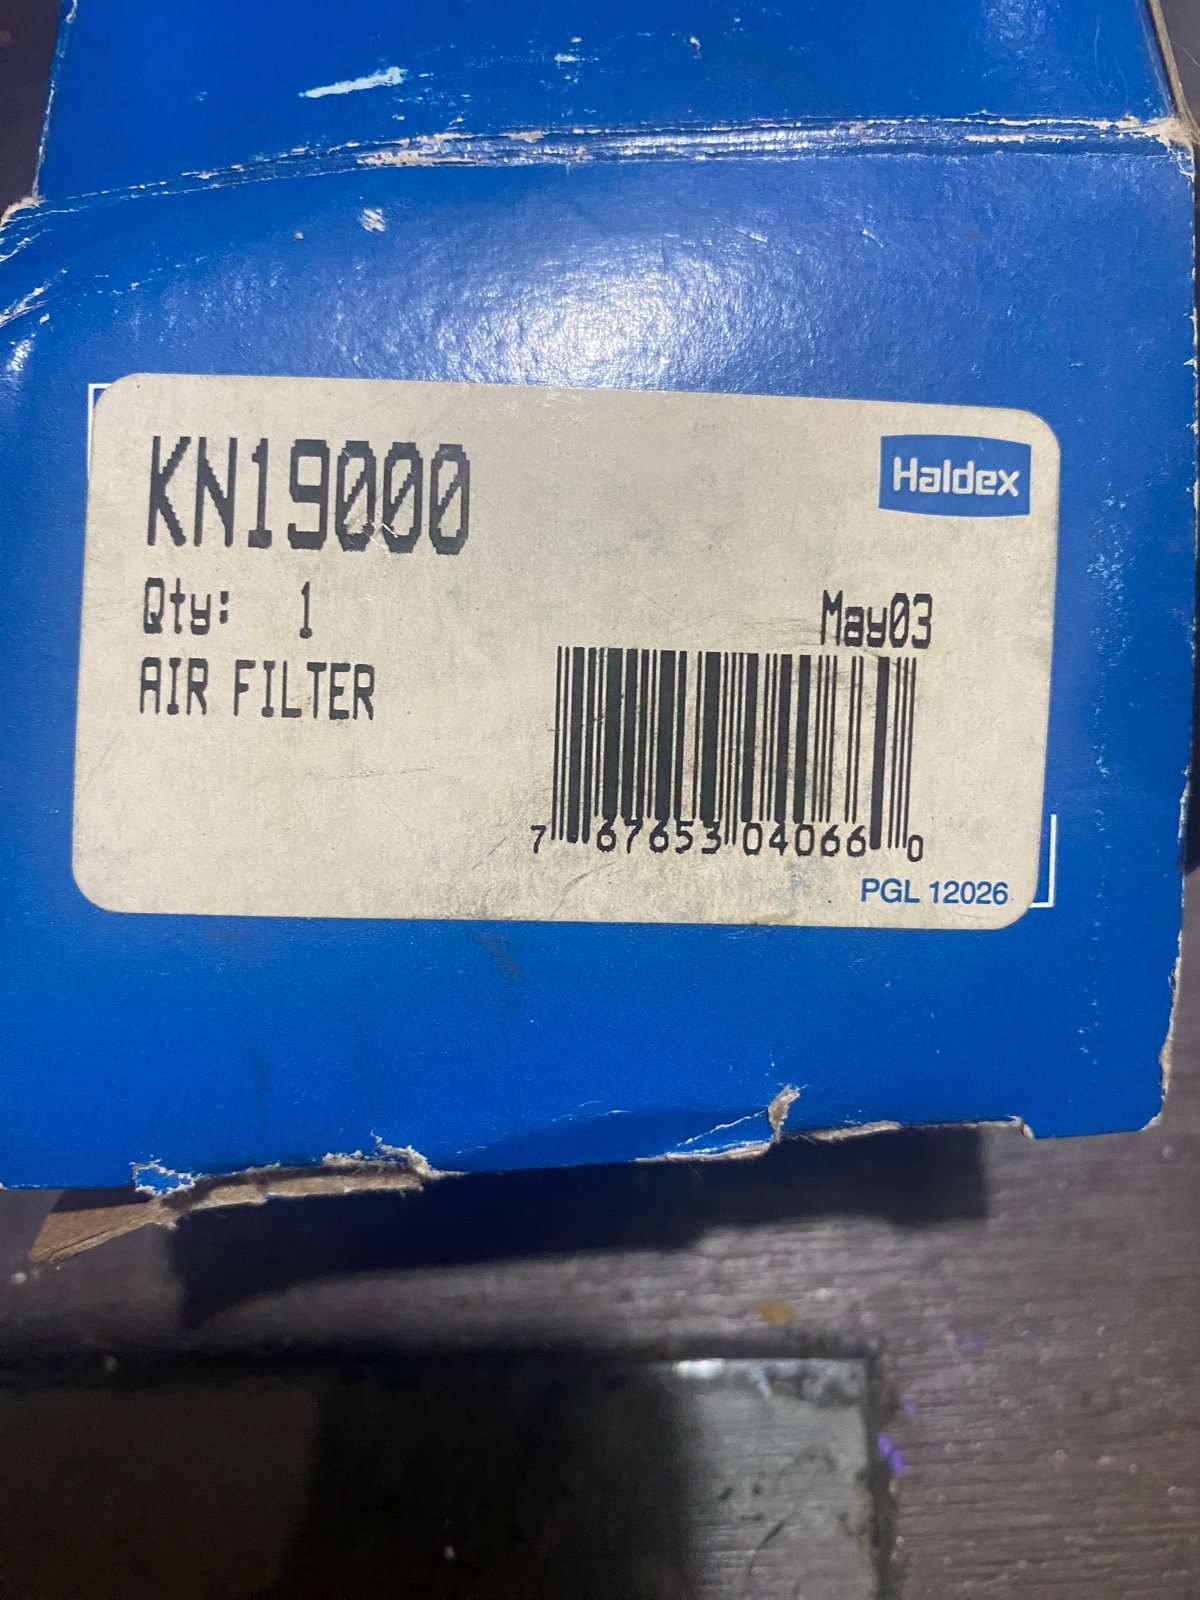 KN19000
Haldex
Qty: 1
May03
AIR FILTER
7 67653 04066 0
PGL 12026